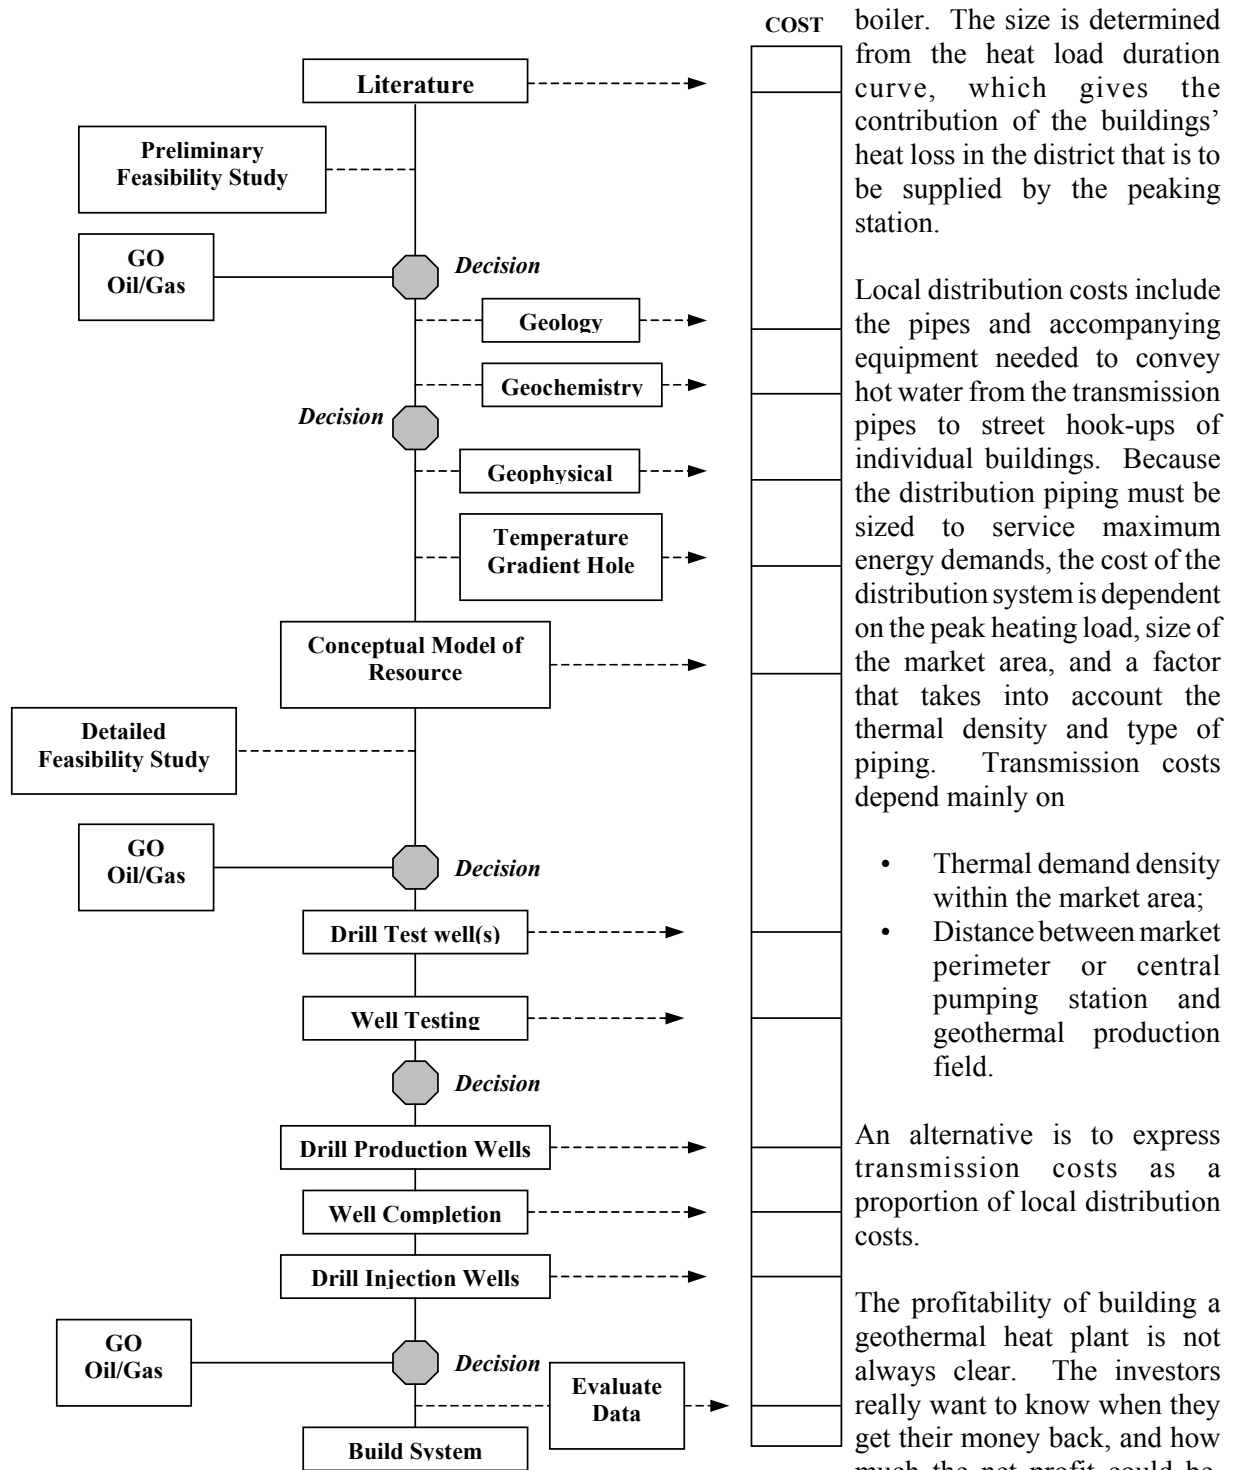 COST
Literature
Preliminary
Feasibility Study
GO
Oil/Gas
Decision
Geology
Geochemistry
Decision
Geophysical
Temperature
Gradient Hole
Conceptual Model of
Resource
Detailed
Feasibility Study
GO
Oil/Gas
Decision
Drill Test well(s)
Well Testing
Decision
Drill Production Wells
Well Completion
Drill Injection Wells
GO
Oil/Gas
Decision
Evaluate
Data
Build System
boiler. The size is determined
from the heat load duration
curve, which gives the
contribution of the buildings’
heat loss in the district that is to
be supplied by the peaking
station.
Local distribution costs include
the pipes and accompanying
equipment needed to convey
hot water from the transmission
pipes to street hook-ups of
individual buildings. Because
the distribution piping must be
sized to service maximum
energy demands, the cost of the
distribution system is dependent
on the peak heating load, size of
the market area, and a factor
that takes into account the
thermal density and type of
piping. Transmission costs
depend mainly on
• Thermal demand density
within the market area;
• Distance between market
perimeter or central
pumping station and
geothermal production
field.
An alternative is to express
transmission costs as a
proportion of local distribution
costs.
The profitability of building a
geothermal heat plant is not
always clear. The investors
really want to know when they
get their money back, and how
much the net profit could be.